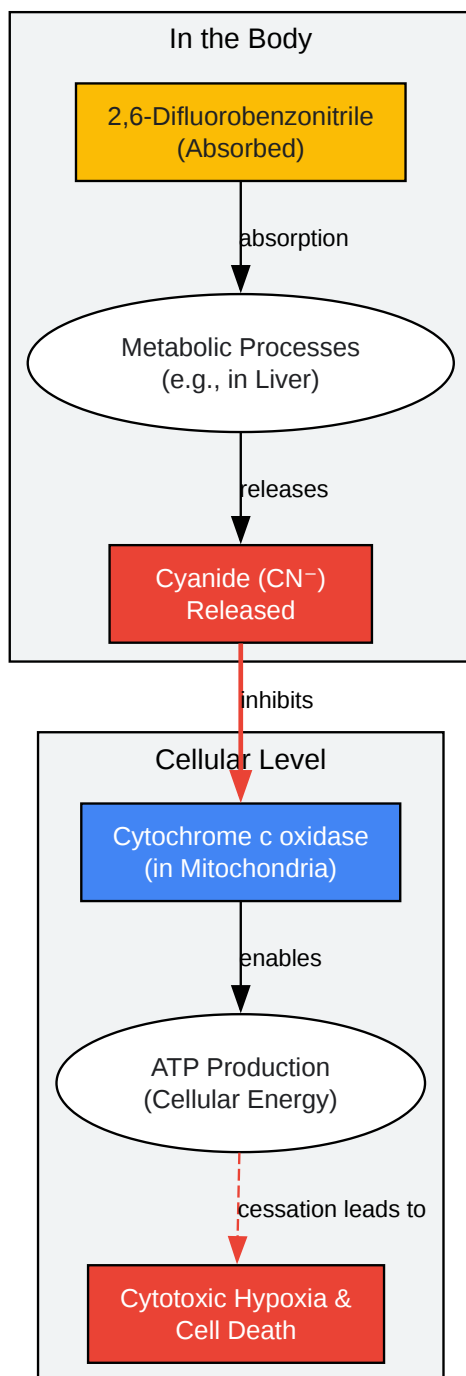 In the Body
2,6-Difluorobenzonitrile
(Absorbed)
absorption
Metabolic Processes
(e.g., in Liver)
releases
Cyanide (CN⁻)
Released
inhibits
Cellular Level
Cytochrome c oxidase
(in Mitochondria)
enables
ATP Production
(Cellular Energy)
cessation leads to
Cytotoxic Hypoxia &
Cell Death